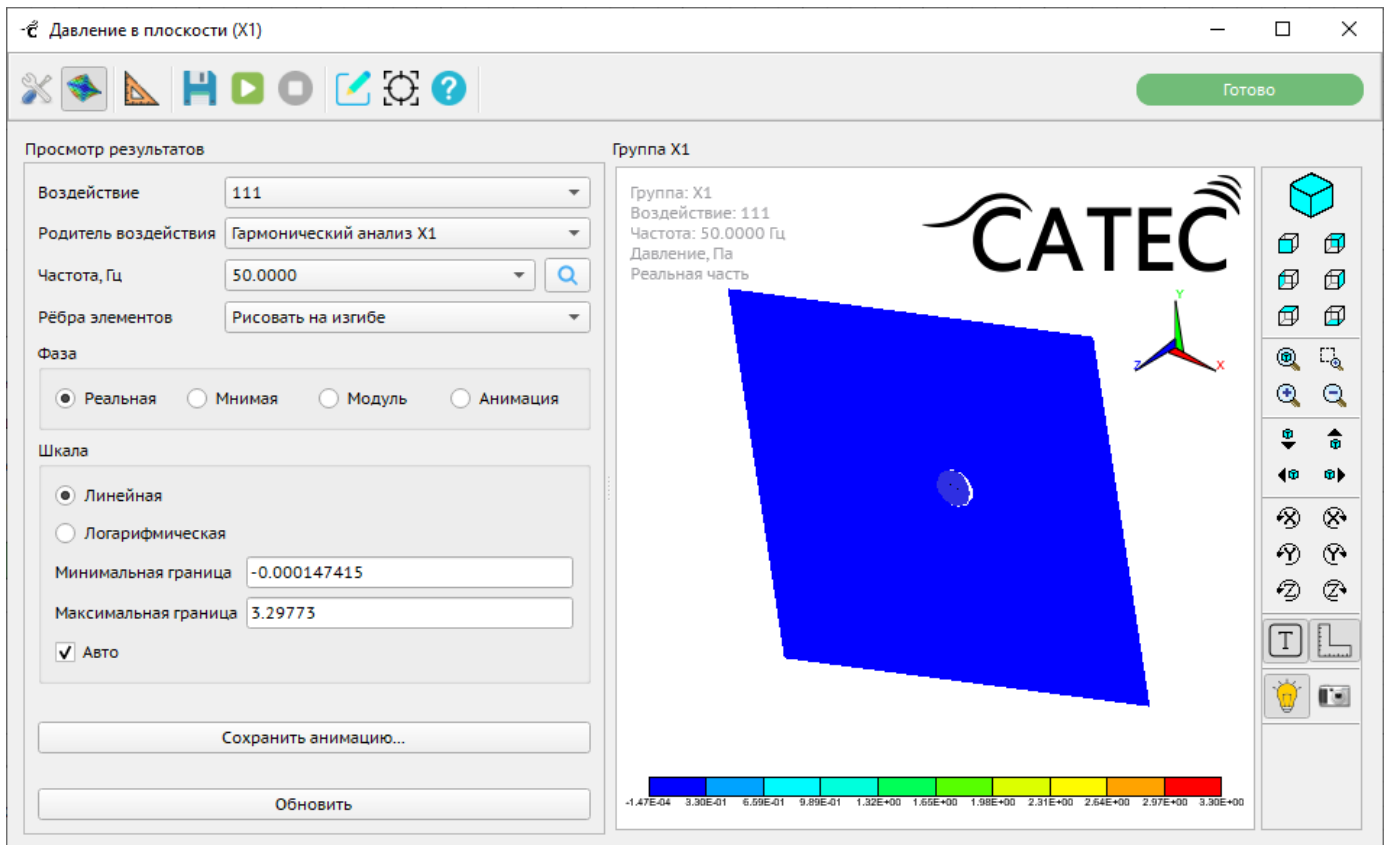 Давление в плоскости (X1)
Готово
Просмотр результатов
Воздействие 111
Родитель воздействия Гармонический анализ X1
Частота, Гц 50.0000
Рёбра элементов Рисовать на изгибе
Фаза
Реальная Мнимая Модуль Анимация
Шкала
Линейная
Логарифмическая
Минимальная граница -0.000147415
Максимальная граница 3.29773
Авто
Сохранить анимацию...
Обновить
Группа X1
Группа: X1
Воздействие: 111
Частота: 50.0000 Гц
Давление, Па
Реальная часть
CATEC
Y
Z X
-1.47E-04 3.30E-01 6.59E-01 9.89E-01 1.32E+00 1.65E+00 1.98E+00 2.31E+00 2.64E+00 2.97E+00 3.30E+00
X X
Y Y
Z Z
T